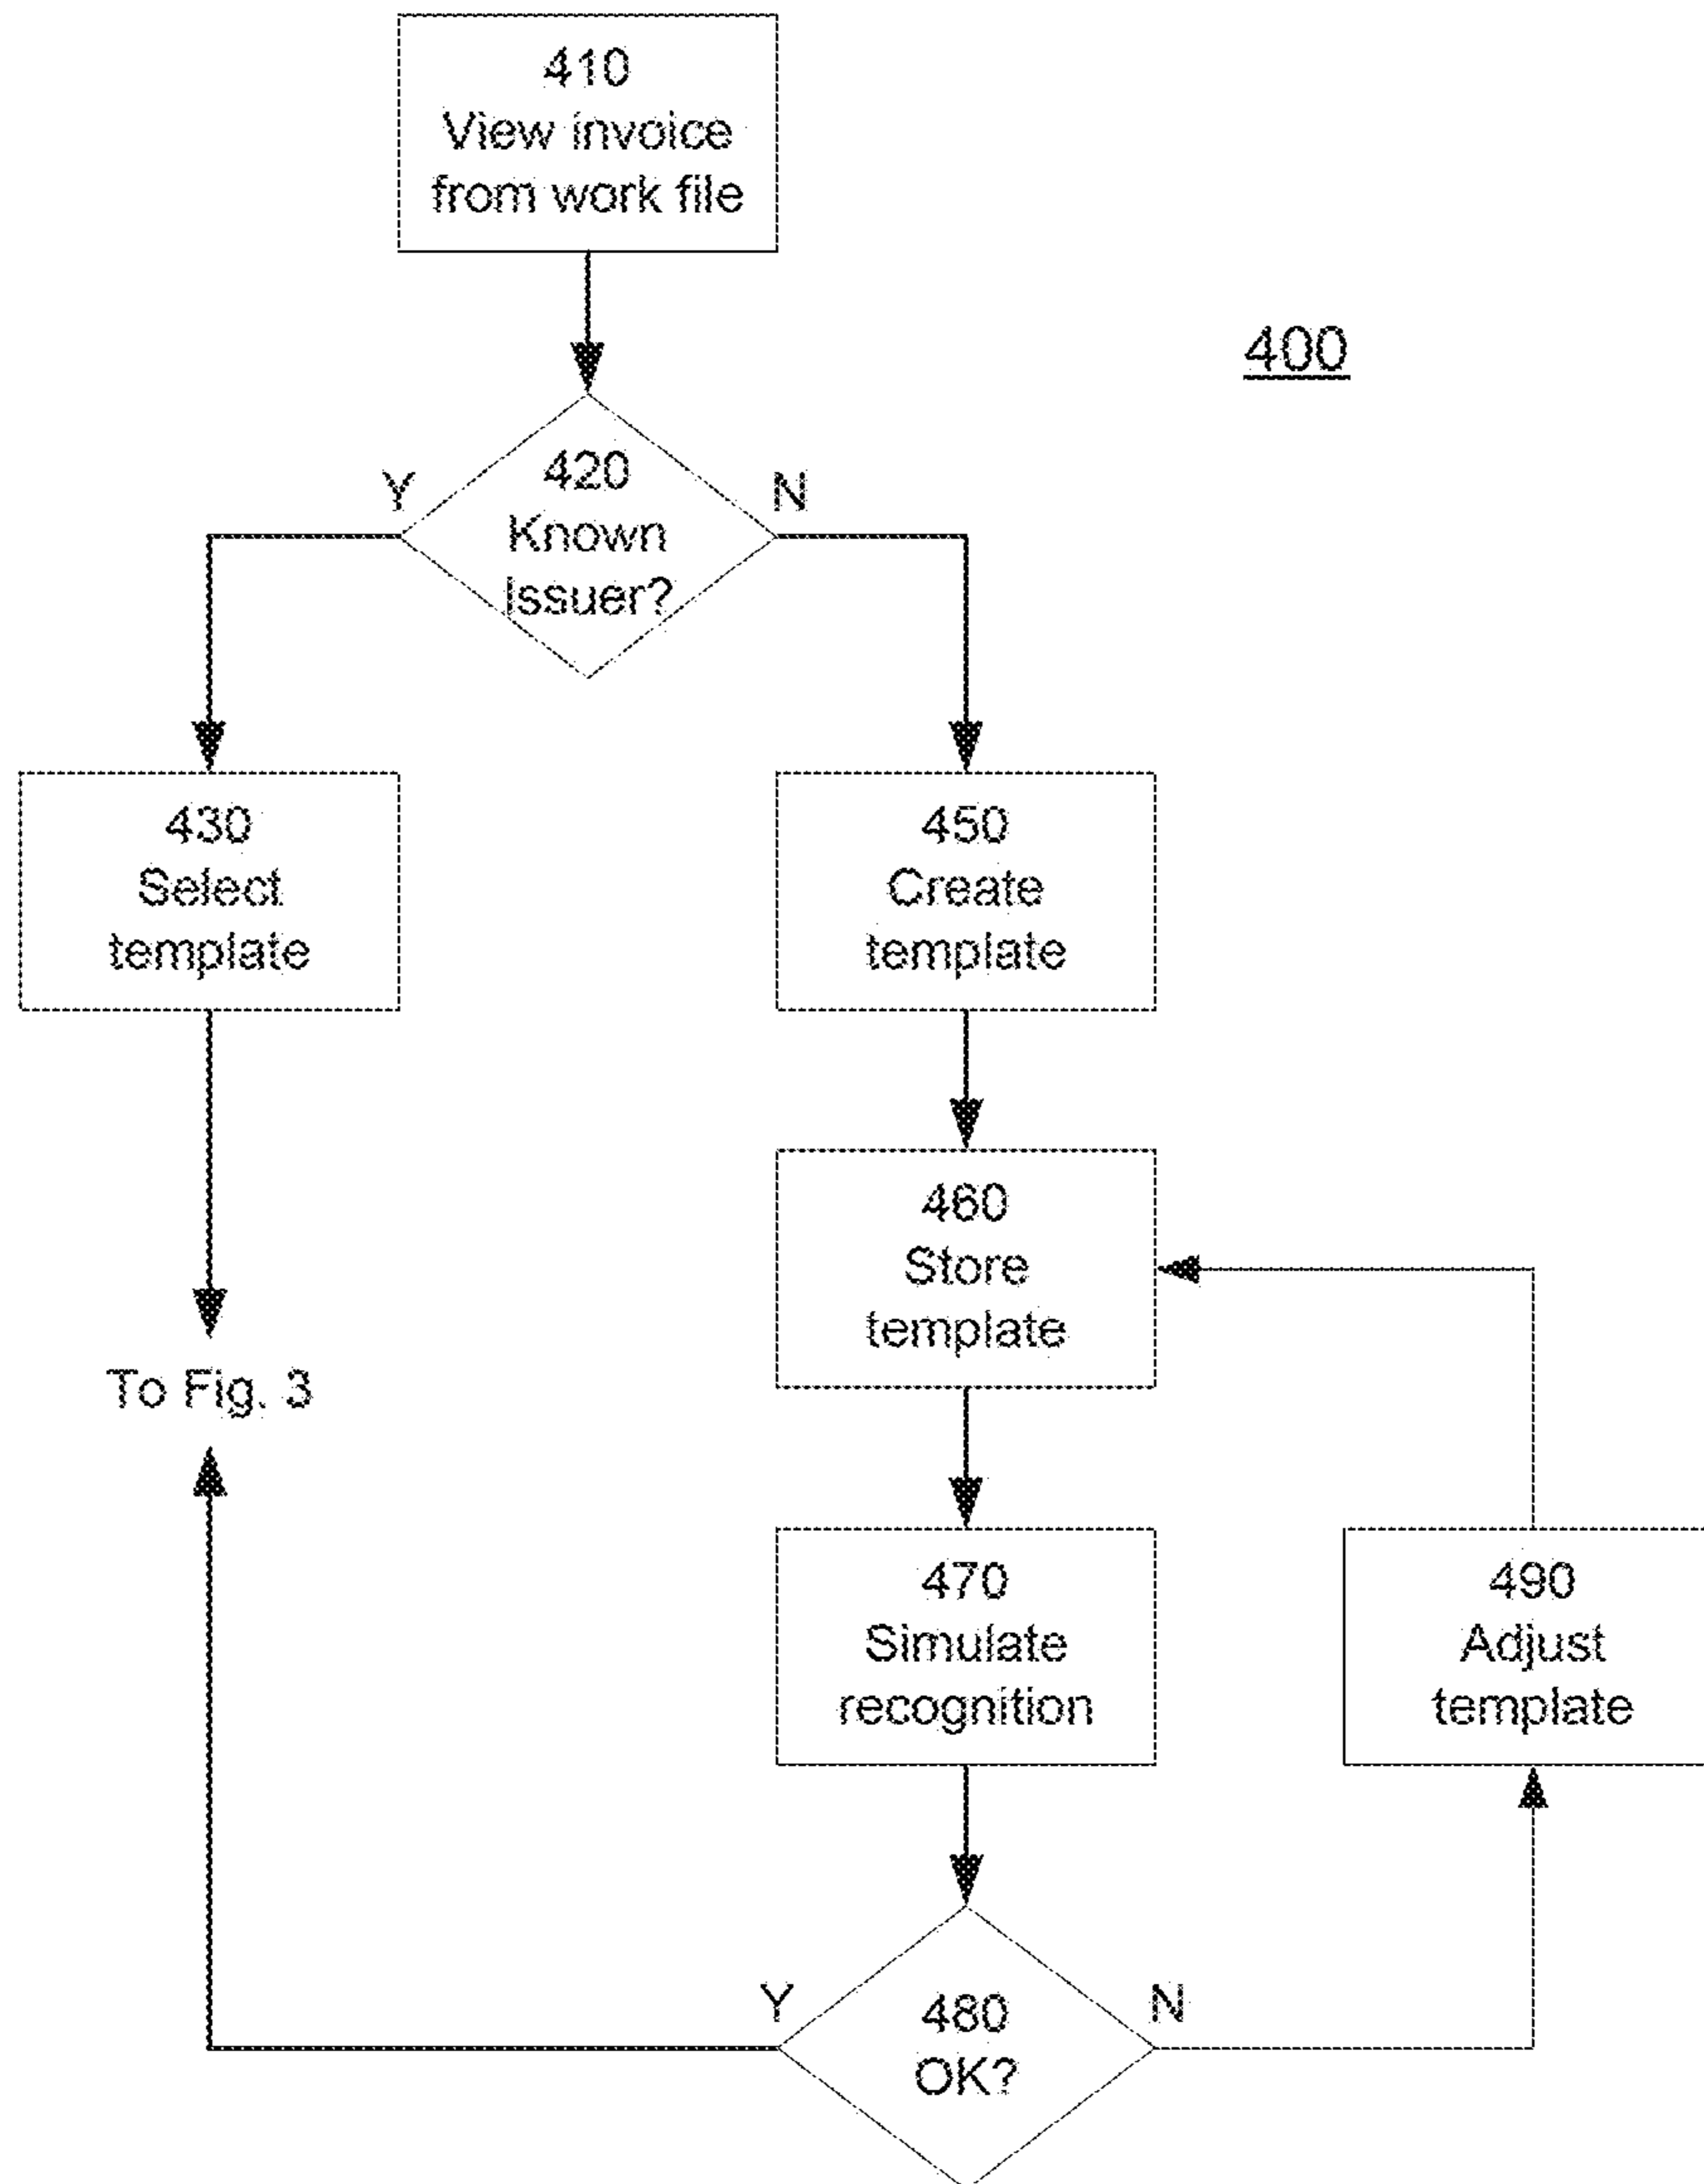 410
View invoice
from work file
400
420
Known
Issuer?
Y
N
430
Select
template
450
Create
template
460
Store
template
To Fig. 3
470
Simulate
recognition
490
Adjust
template
480
OK?
Y
N